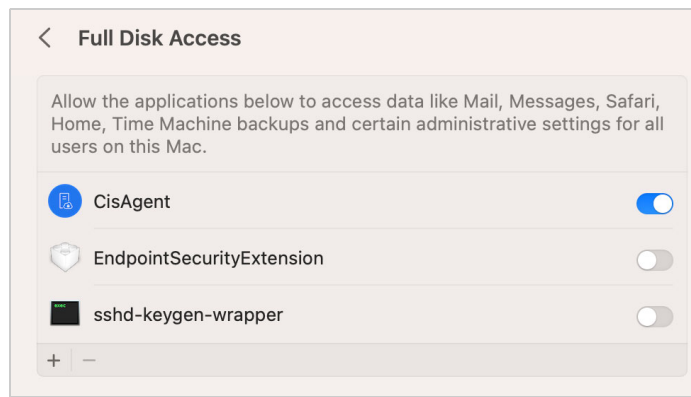 Full Disk Access
Allow the applications below to access data like Mail, Messages, Safari,
Home, Time Machine backups and certain administrative settings for all
users on this Mac.
CisAgent
EndpointSecurityExtension
exec
sshd-keygen-wrapper